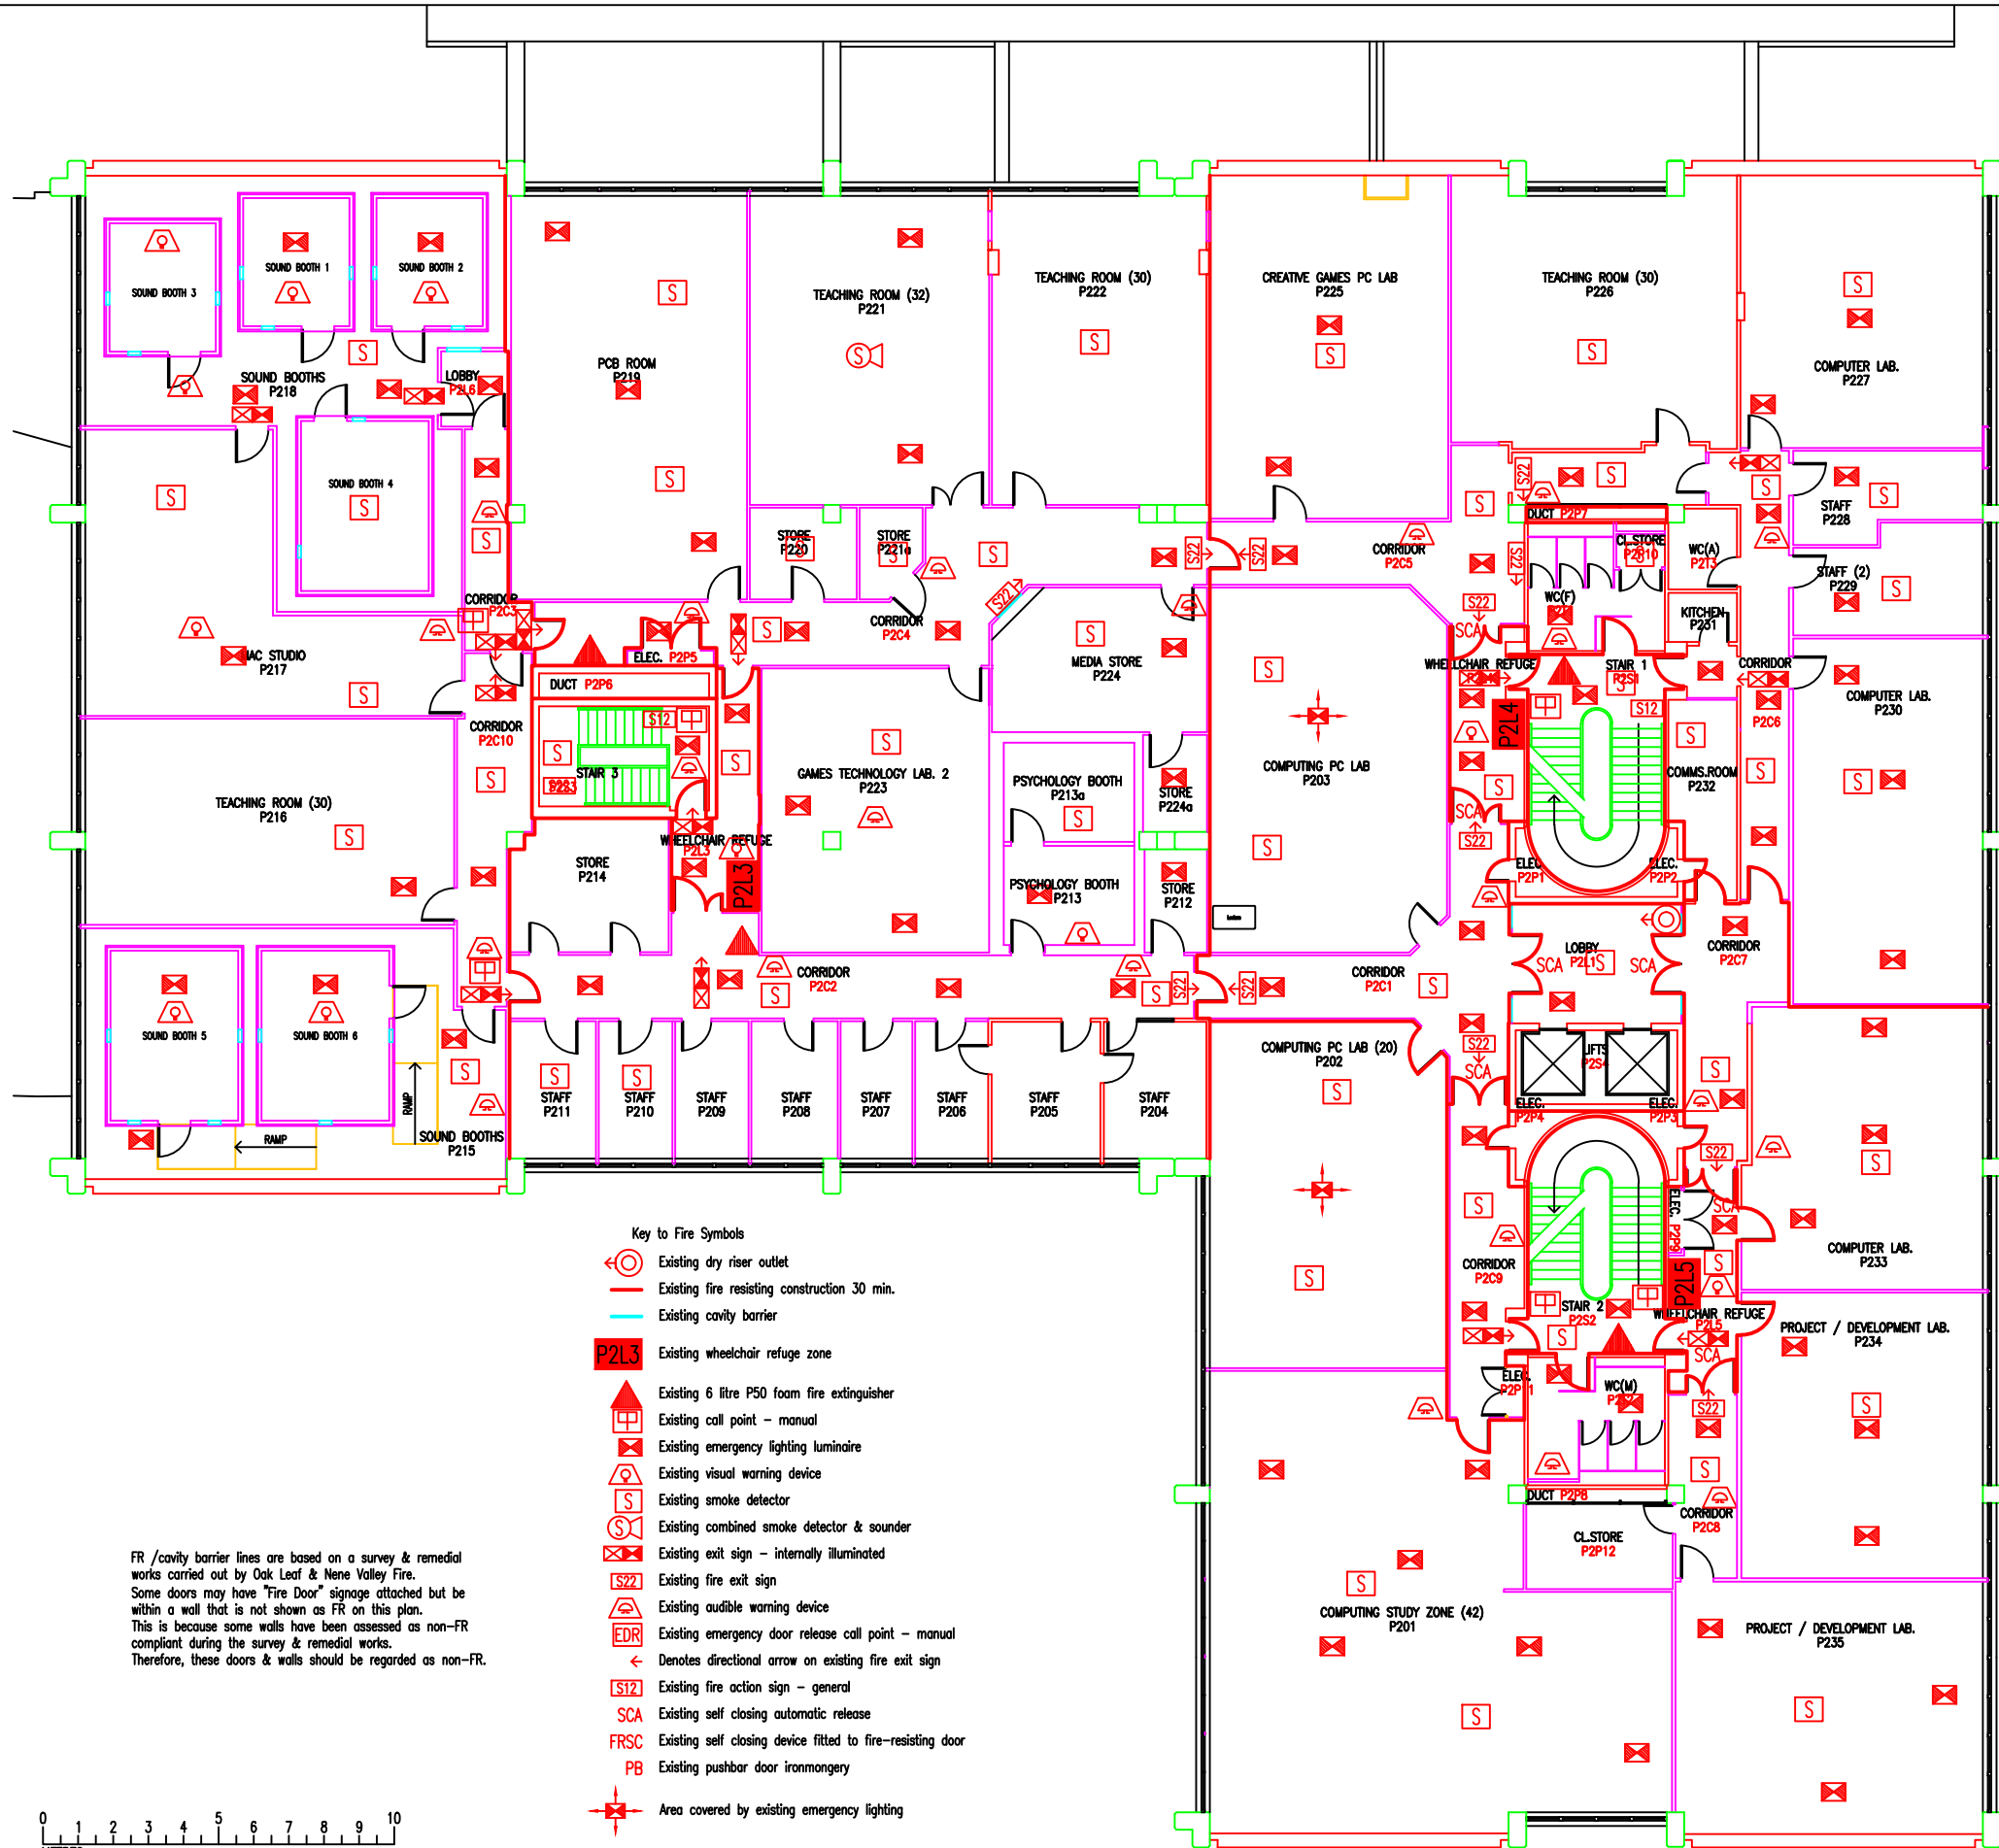 SOUND BOOTH 1
SOUND BOOTH 2
SOUND BOOTH 3
SOUND BOOTHS
P218
LOBBY
P2L6
SOUND BOOTH 4
PCB ROOM
P219
TEACHING ROOM (32)
P221
TEACHING ROOM (30)
P222
CREATIVE GAMES PC LAB
P225
TEACHING ROOM (30)
P226
COMPUTER LAB.
P227
STORE
P220
STORE
P221a
CORRIDOR
P2C5
DUCT P2P7
CL.STORE
P2P10
WC(A)
P2T3
STAFF
P228
STAFF (2)
P229
WC(F)
KITCHEN
P231
CORRIDOR
P2C3
CORRIDOR
P2C4
MAC STUDIO
P217
ELEC. P2P5
DUCT P2P6
MEDIA STORE
P224
WHEELCHAIR REFUGE
P2L4
STAIR 1
P2S1
CORRIDOR
P2C6
COMPUTER LAB.
P230
CORRIDOR
P2C10
STAIR 3
P2S3
S12
GAMES TECHNOLOGY LAB. 2
P223
PSYCHOLOGY BOOTH
P213a
STORE
P224a
COMPUTING PC LAB
P203
COMMS.ROOM
P232
TEACHING ROOM (30)
P216
STORE
P214
WHEELCHAIR REFUGE
P2L3
P2L3
PSYCHOLOGY BOOTH
P213
STORE
P212
ELEC.
P2P1
ELEC.
P2P2
LOBBY
P2L1
SCA
SCA
CORRIDOR
P2C7
CORRIDOR
P2C2
CORRIDOR
P2C1
SOUND BOOTH 5
SOUND BOOTH 6
RAMP
RAMP
SOUND BOOTHS
P215
STAFF
P211
STAFF
P210
STAFF
P209
STAFF
P208
STAFF
P207
STAFF
P206
STAFF
P205
STAFF
P204
COMPUTING PC LAB (20)
P202
LIFTS
P2S4
ELEC.
P2P4
ELEC.
P2P3
ELEC. P2P9
COMPUTER LAB.
P233
CORRIDOR
P2C9
P2L5
STAIR 2
P2S2
WHEELCHAIR REFUGE
P2L5
PROJECT / DEVELOPMENT LAB.
P234
ELEC.
P2P11
WC(M)
DUCT P2P8
CORRIDOR
P2C8
CL.STORE
P2P12
COMPUTING STUDY ZONE (42)
P201
PROJECT / DEVELOPMENT LAB.
P235
Key to Fire Symbols
Existing dry riser outlet
Existing fire resisting construction 30 min.
Existing cavity barrier
P2L3 Existing wheelchair refuge zone
Existing 6 litre P50 foam fire extinguisher
Existing call point - manual
Existing emergency lighting luminaire
Existing visual warning device
S Existing smoke detector
S Existing combined smoke detector & sounder
Existing exit sign - internally illuminated
S22 Existing fire exit sign
Existing audible warning device
EDR Existing emergency door release call point - manual
Denotes directional arrow on existing fire exit sign
S12 Existing fire action sign - general
SCA Existing self closing automatic release
FRSC Existing self closing device fitted to fire-resisting door
PB Existing pushbar door ironmongery
Area covered by existing emergency lighting
FR /cavity barrier lines are based on a survey & remedial
works carried out by Oak Leaf & Nene Valley Fire.
Some doors may have "Fire Door" signage attached but be
within a wall that is not shown as FR on this plan.
This is because some walls have been assessed as non-FR
compliant during the survey & remedial works.
Therefore, these doors & walls should be regarded as non-FR.
0 1 2 3 4 5 6 7 8 9 10